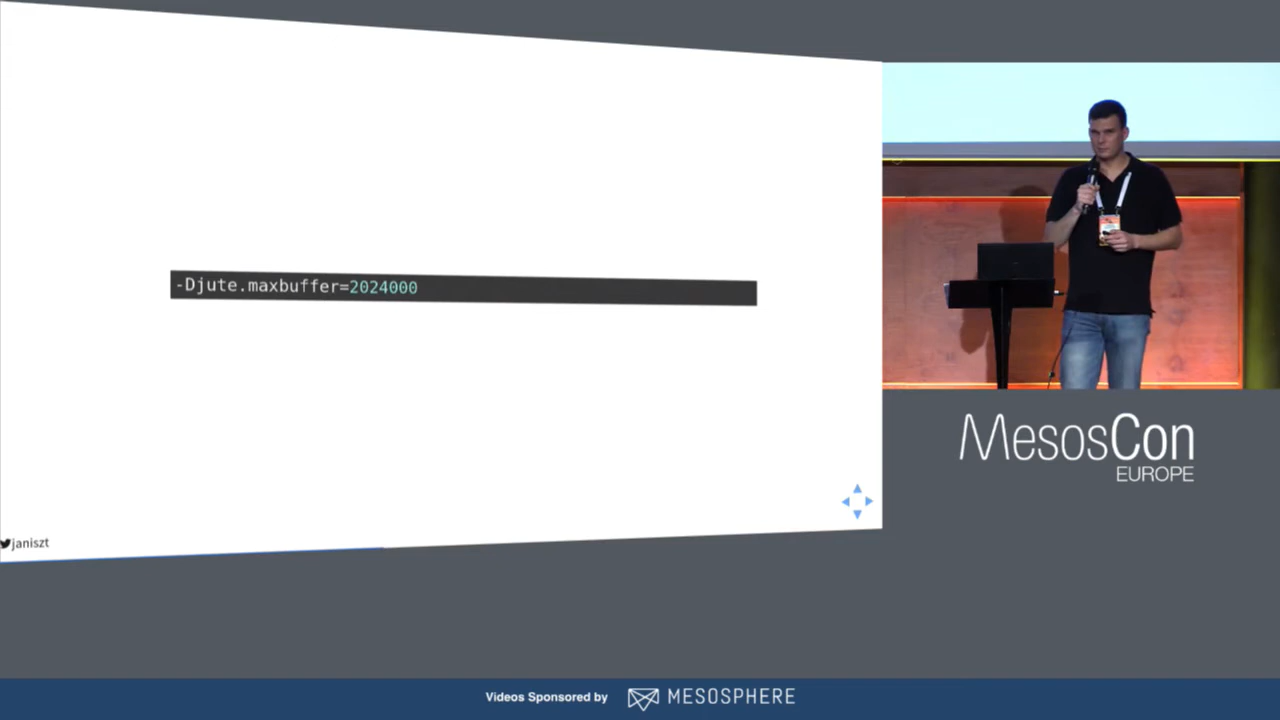 -Djute.maxbuffer=2024000
janiszt
MesosCon
EUROPE
Videos Sponsored by MESOSPHERE